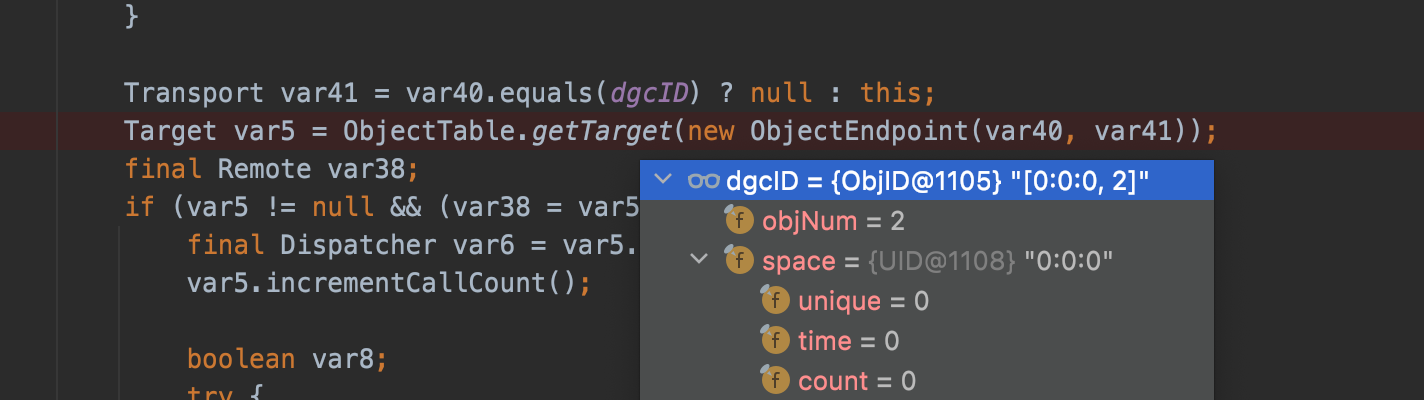 }
Transport var41 = var40.equals(dgcID) ? null : this;
Target var5 = ObjectTable.getTarget(new ObjectEndpoint(var40, var41));
final Remote var38;
if (var5 != null && (var38 = var5
final Dispatcher var6 = var5.
var5.incrementCallCount();
boolean var8;
try {
dgcID = {ObjID@1105} "[0:0:0, 2]"
f objNum = 2
f space = {UID@1108} "0:0:0"
f unique = 0
f time = 0
f count = 0